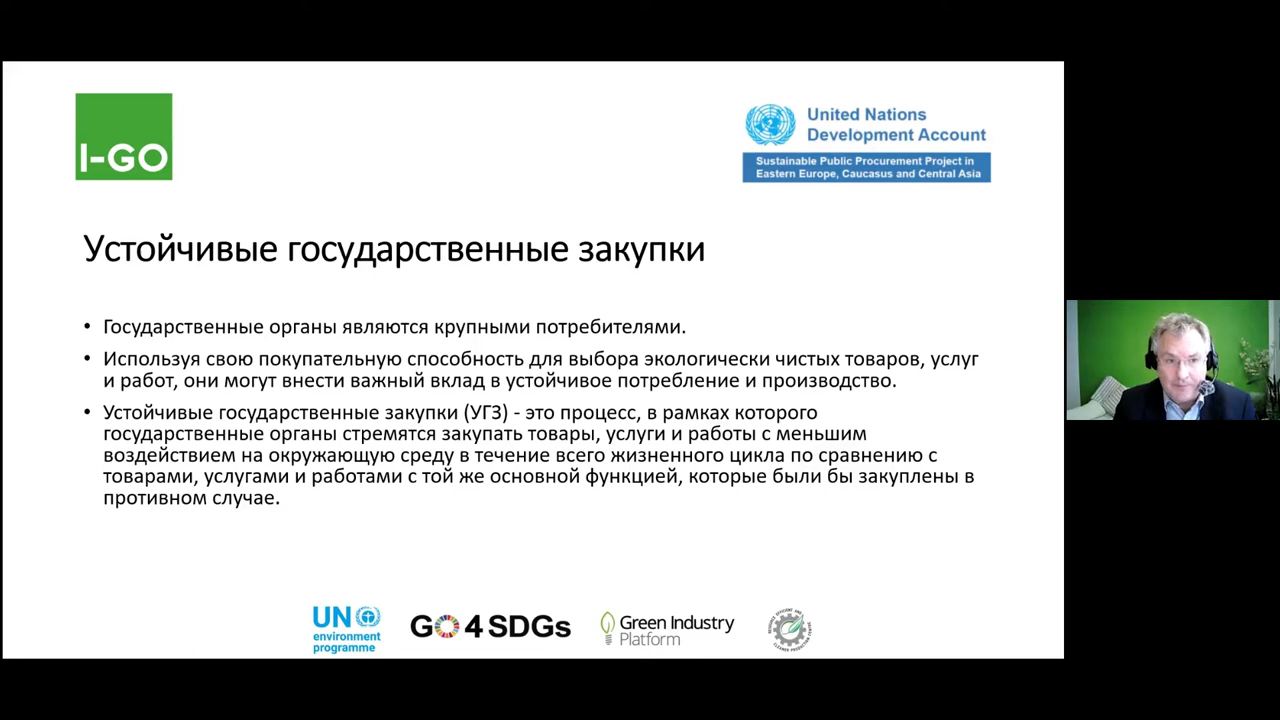 I-GO
United Nations
Development Account
Sustainable Public Procurement Project in
Eastern Europe, Caucasus and Central Asia
Устойчивые государственные закупки
• Государственные органы являются крупными потребителями.
• Используя свою покупательную способность для выбора экологически чистых товаров, услуг
и работ, они могут внести важный вклад в устойчивое потребление и производство.
• Устойчивые государственные закупки (УГЗ) - это процесс, в рамках которого
государственные органы стремятся закупать товары, услуги и работы с меньшим
воздействием на окружающую среду в течение всего жизненного цикла по сравнению с
товарами, услугами и работами с той же основной функцией, которые были бы закуплены в
противном случае.
UN
environment
programme
GO 4 SDGs
Green Industry
Platform